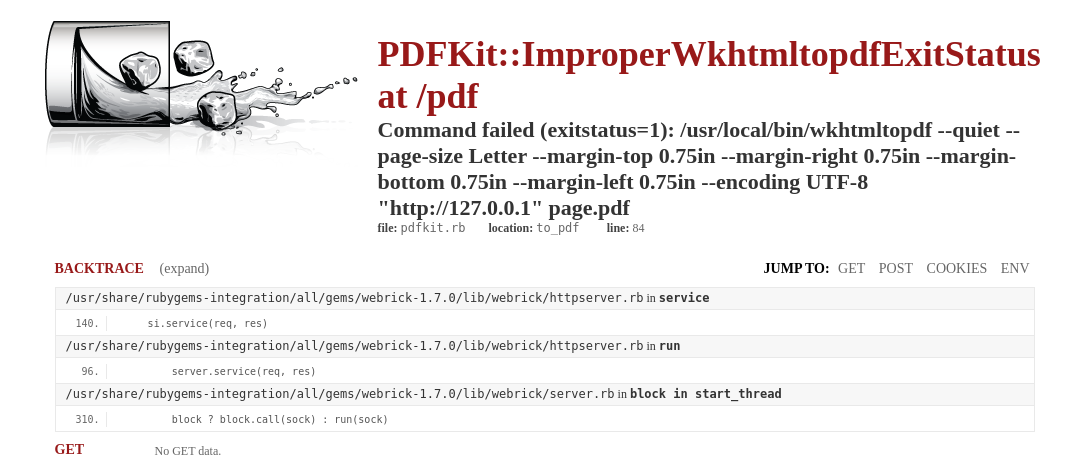 PDFKit::ImproperWkhtmltopdfExitStatus
at /pdf
Command failed (exitstatus=1): /usr/local/bin/wkhtmltopdf --quiet --
page-size Letter --margin-top 0.75in --margin-right 0.75in --margin-
bottom 0.75in --margin-left 0.75in --encoding UTF-8
"http://127.0.0.1" page.pdf
file: pdfkit.rb location: to_pdf line: 84
BACKTRACE (expand) JUMP TO: GET POST COOKIES ENV
/usr/share/rubygems-integration/all/gems/webrick-1.7.0/lib/webrick/httpserver.rb in service
140. si.service(req, res)
/usr/share/rubygems-integration/all/gems/webrick-1.7.0/lib/webrick/httpserver.rb in run
96. server.service(req, res)
/usr/share/rubygems-integration/all/gems/webrick-1.7.0/lib/webrick/server.rb in block in start_thread
310. block ? block.call(sock) : run(sock)
GET No GET data.